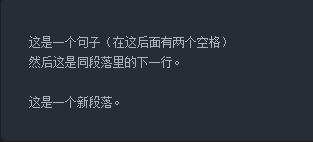 这是一个句子（在这后面有两个空格）
然后这是同段落里的下一行。
这是一个新段落。